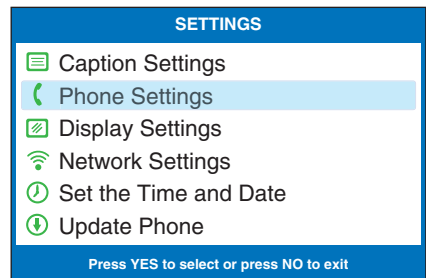 SETTINGS
Caption Settings
Phone Settings
Display Settings
Network Settings
Set the Time and Date
Update Phone
Press YES to select or press NO to exit